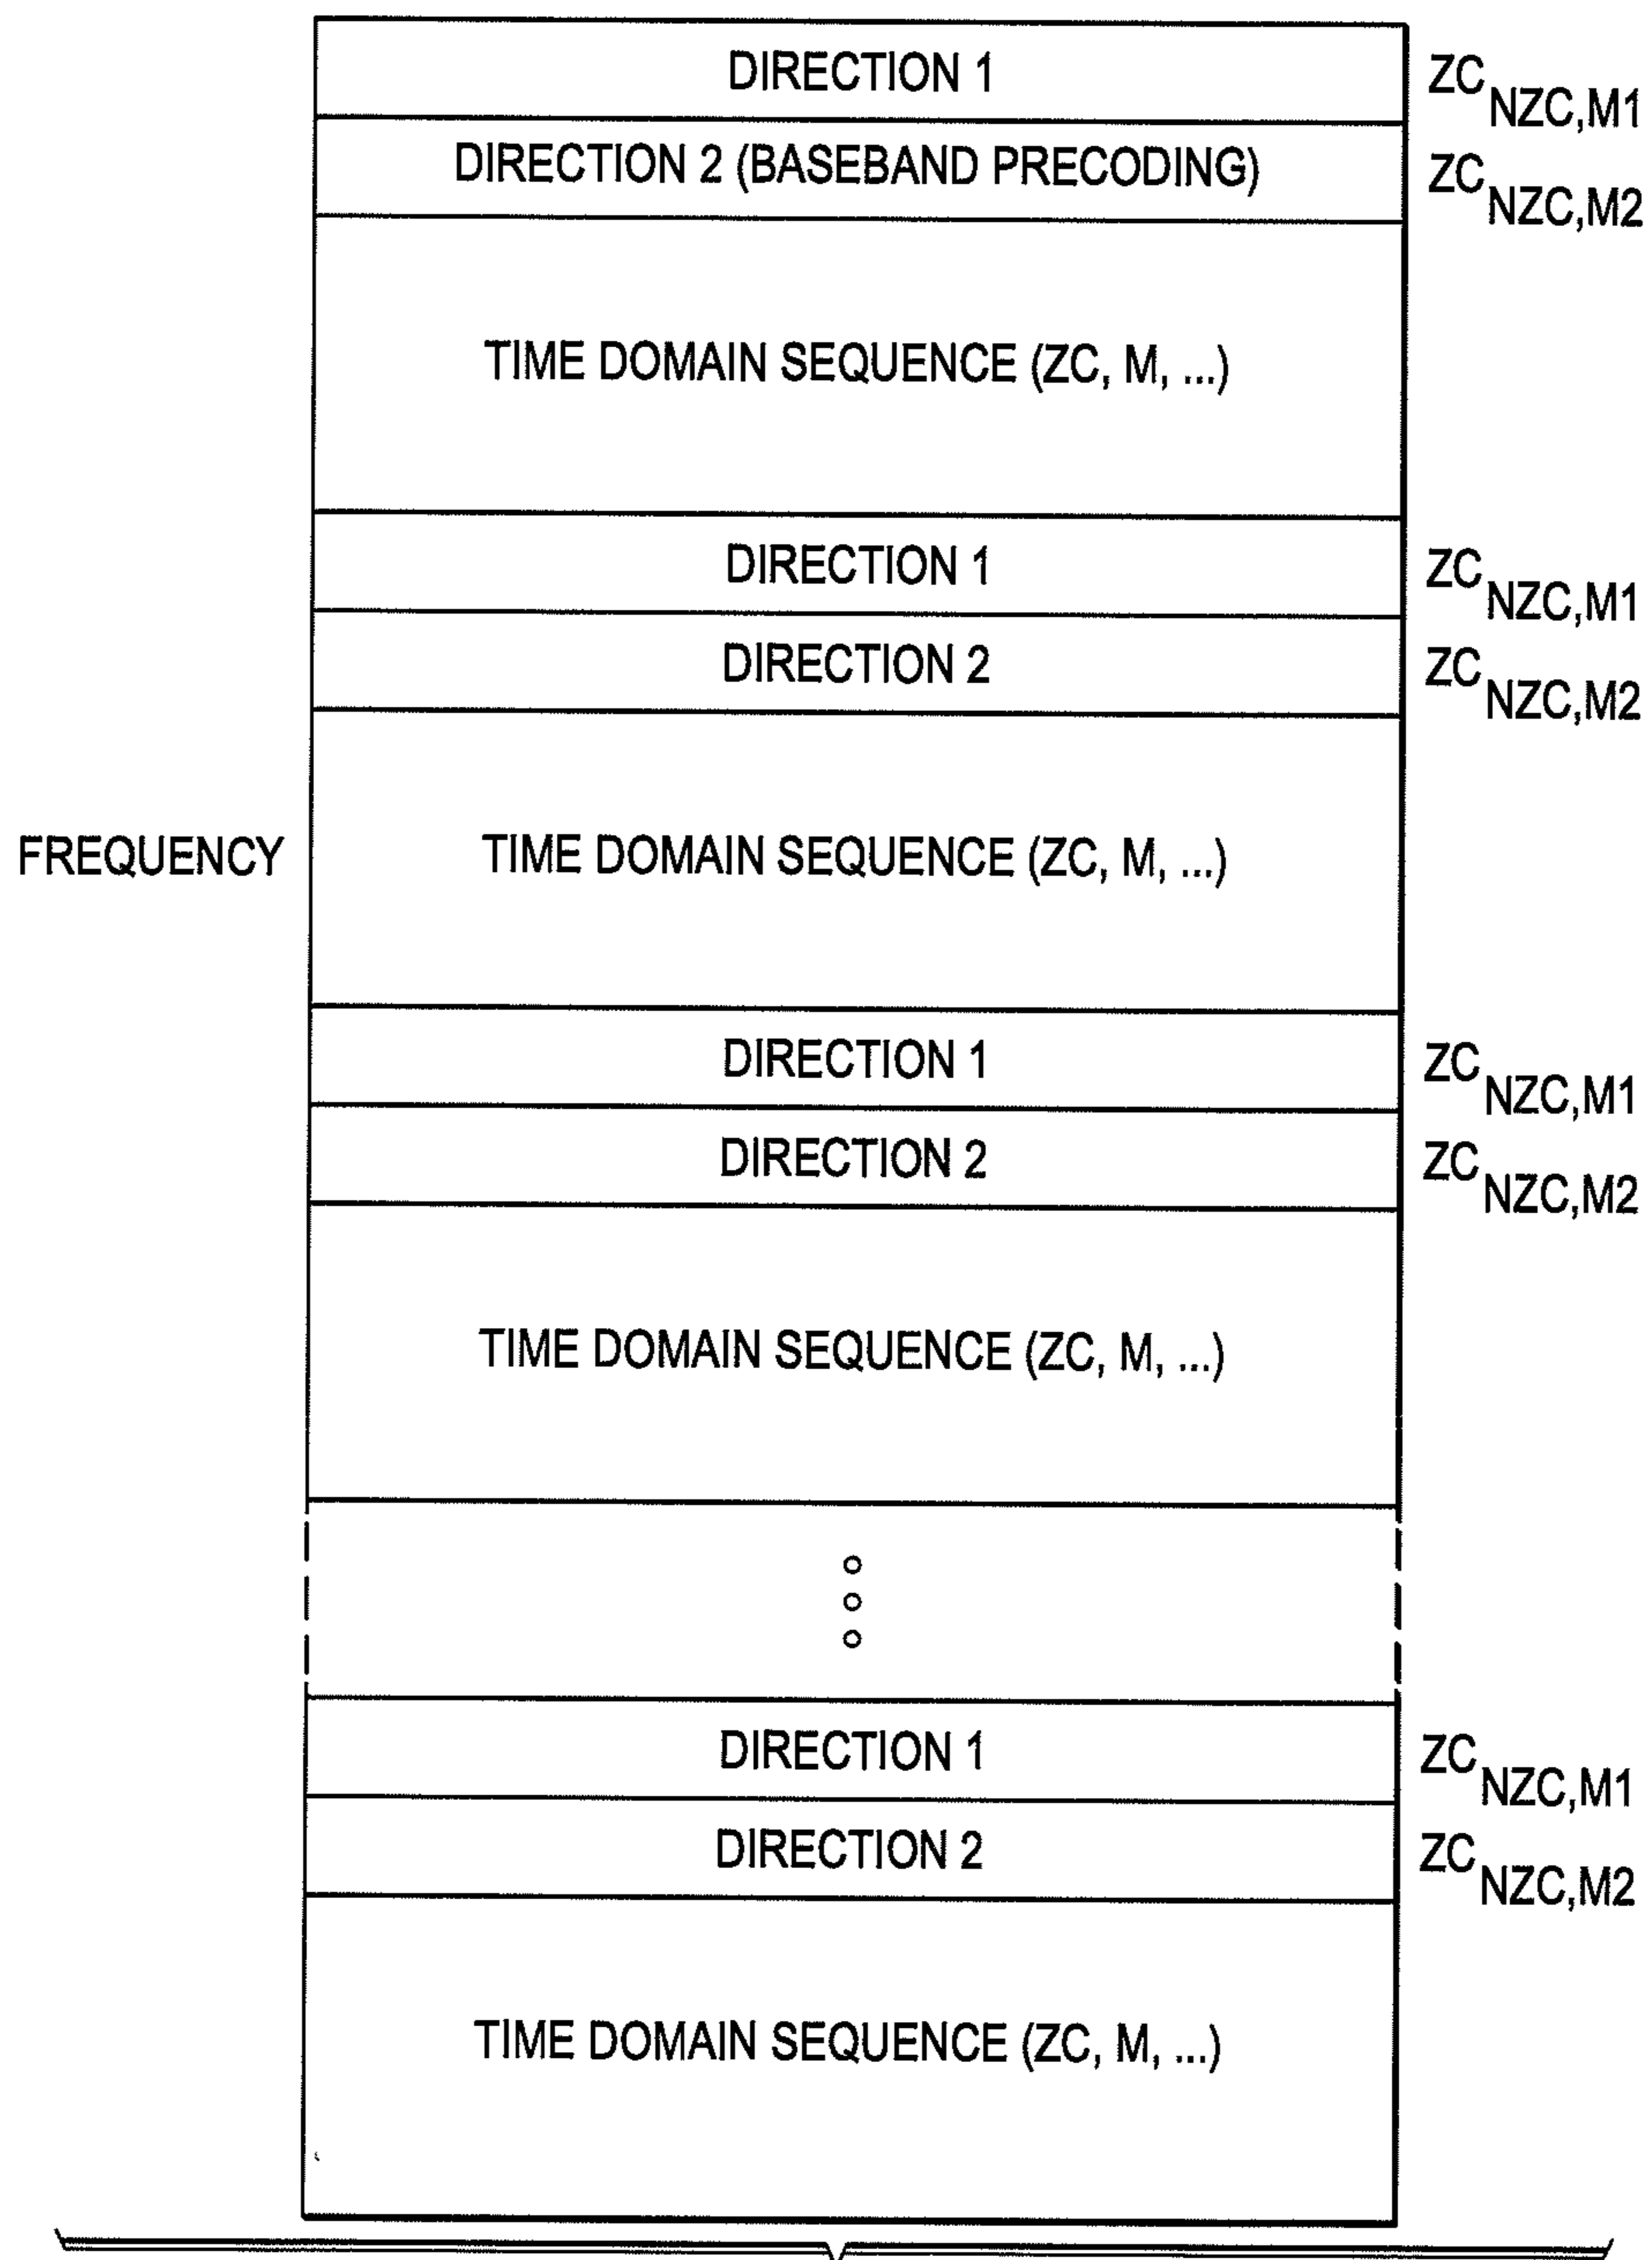 DIRECTION 1 ZC NZC,M1
DIRECTION 2 (BASEBAND PRECODING) ZC NZC,M2
TIME DOMAIN SEQUENCE (ZC, M, ...)
DIRECTION 1 ZC NZC,M1
DIRECTION 2 ZC NZC,M2
FREQUENCY TIME DOMAIN SEQUENCE (ZC, M, ...)
DIRECTION 1 ZC NZC,M1
DIRECTION 2 ZC NZC,M2
TIME DOMAIN SEQUENCE (ZC, M, ...)
DIRECTION 1 ZC NZC,M1
DIRECTION 2 ZC NZC,M2
TIME DOMAIN SEQUENCE (ZC, M, ...)